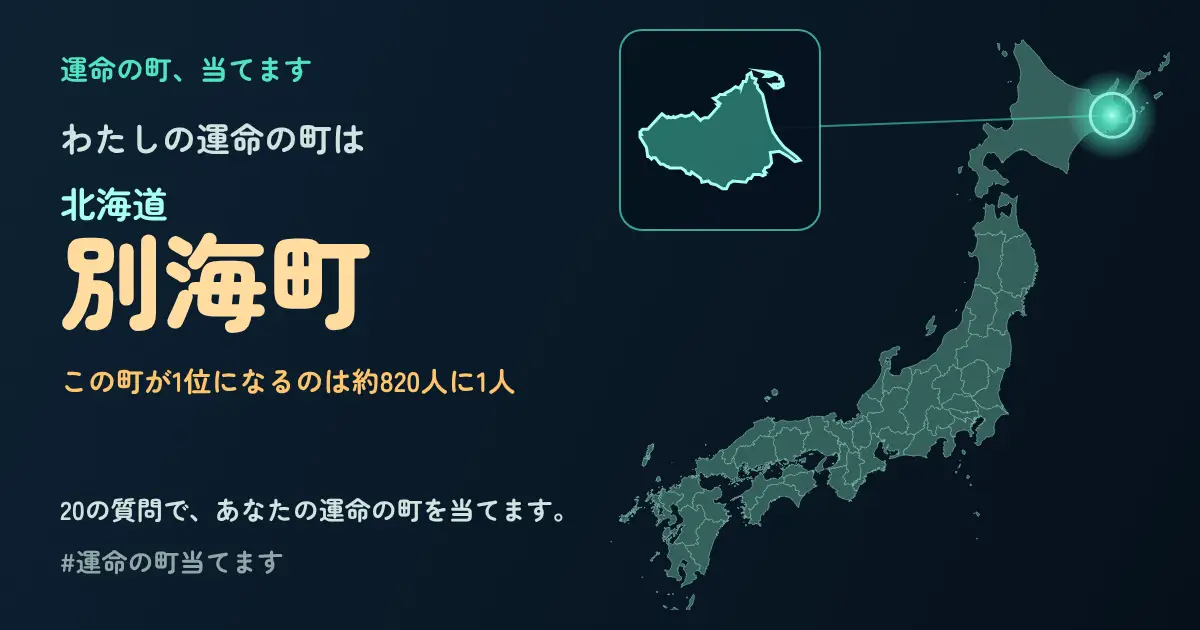 運命の町、当てます
わたしの運命の町は
北海道
別海町
この町が1位になるのは約820人に1人
20の質問で、あなたの運命の町を当てます。
#運命の町当てます